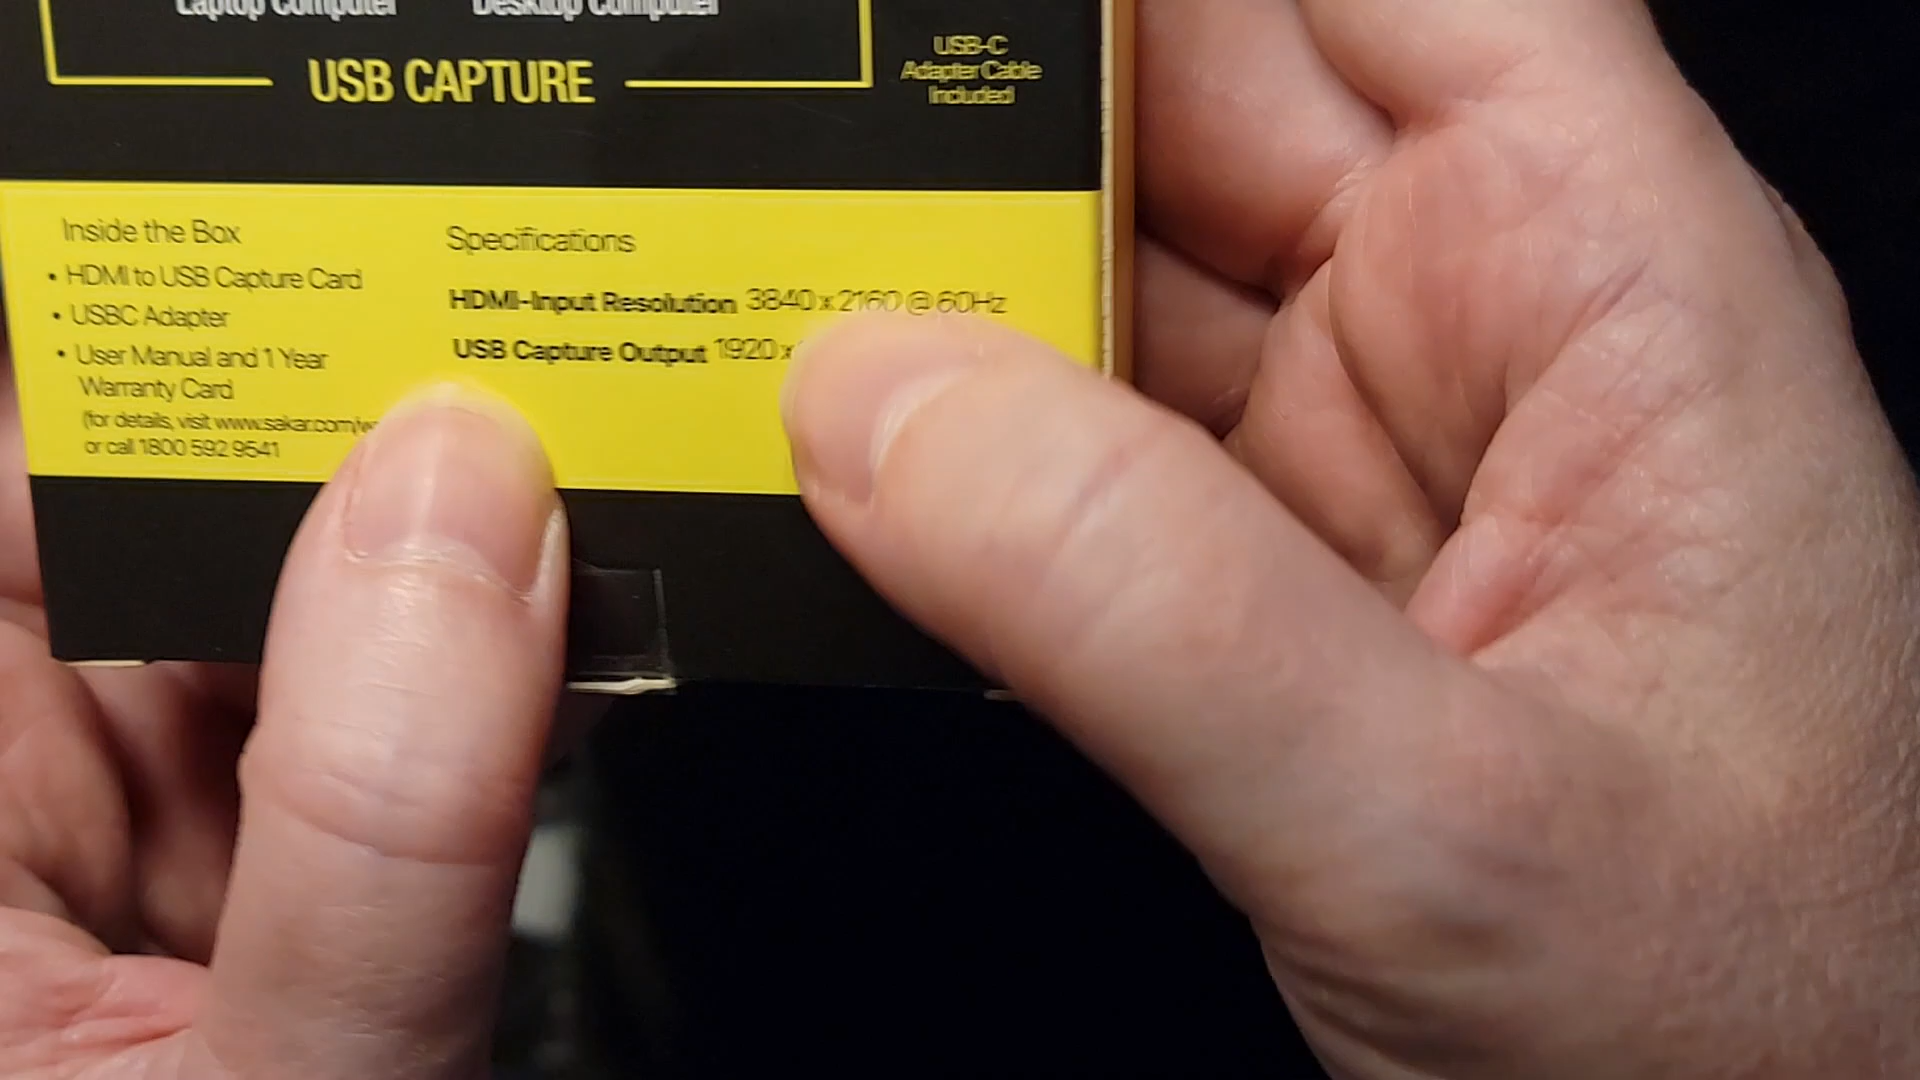 Laptop Computer Desktop Computer
USB CAPTURE
USB-C
Adapter Cable
Included
Inside the Box
• HDMI to USB Capture Card
• USBC Adapter
• User Manual and 1 Year
Warranty Card
(for details, visit www.sakar.com/
or call 1800 592 9541
Specifications
HDMI-Input Resolution 3840 x 2160 @ 60Hz
USB Capture Output 1920 x